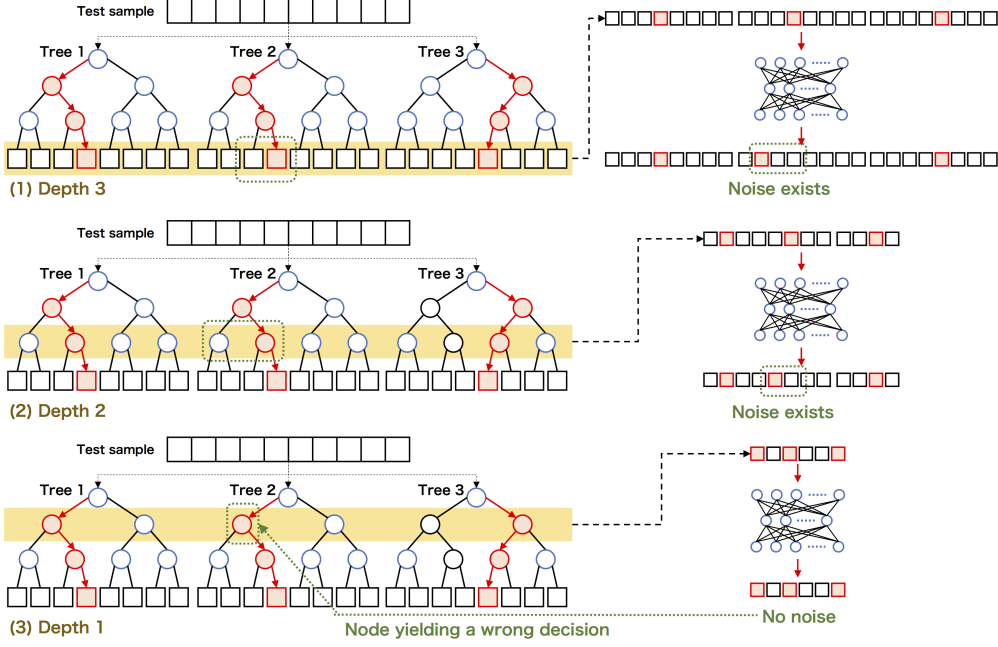 Test sample
Tree 1
Tree 2
Tree 3
(1) Depth 3
Noise exists
Test sample
Tree 1
Tree 2
Tree 3
(2) Depth 2
Noise exists
Test sample
Tree 1
Tree 2
Tree 3
(3) Depth 1
Node yielding a wrong decision
No noise